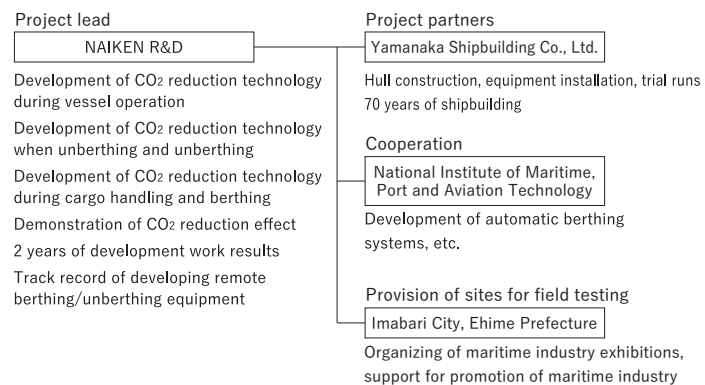 Project lead
NAIKEN R&D
Development of CO2 reduction technology
during vessel operation
Development of CO2 reduction technology
when unberthing and unberthing
Development of CO2 reduction technology
during cargo handling and berthing
Demonstration of CO2 reduction effect
2 years of development work results
Track record of developing remote
berthing/unberthing equipment
Project partners
Yamanaka Shipbuilding Co., Ltd.
Hull construction, equipment installation, trial runs
70 years of shipbuilding
Cooperation
National Institute of Maritime,
Port and Aviation Technology
Development of automatic berthing
systems, etc.
Provision of sites for field testing
Imabari City, Ehime Prefecture
Organizing of maritime industry exhibitions,
support for promotion of maritime industry